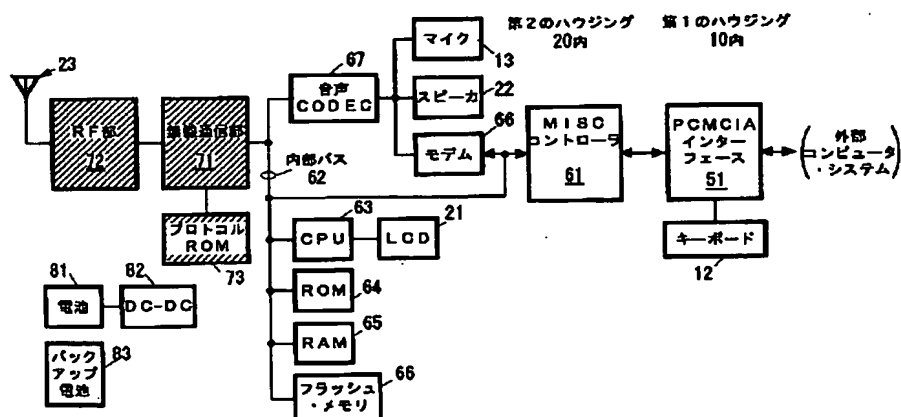 第2のハウジング
20内
第1のハウジング
10内
23
67
音声
CODEC
マイク
13
スピーカ
22
66
モデム
RF部
72
無線通信部
71
内部バス
62
MISC
コントローラ
61
PCMCIA
インター
フェース
51
外部
コンピュータ
・システム
キーボード
12
プロトコル
ROM
73
63
CPU
21
LCD
81
電池
82
DC-DC
ROM
64
65
RAM
83
バック
アップ
電池
66
フラッシュ
・メモリ